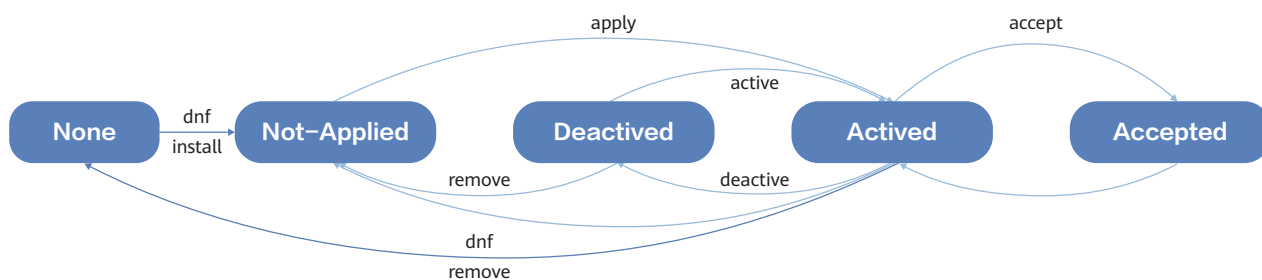 apply
accept
active
dnf
install
None
Not-Applied
Deactived
Actived
Accepted
remove
deactive
dnf
remove